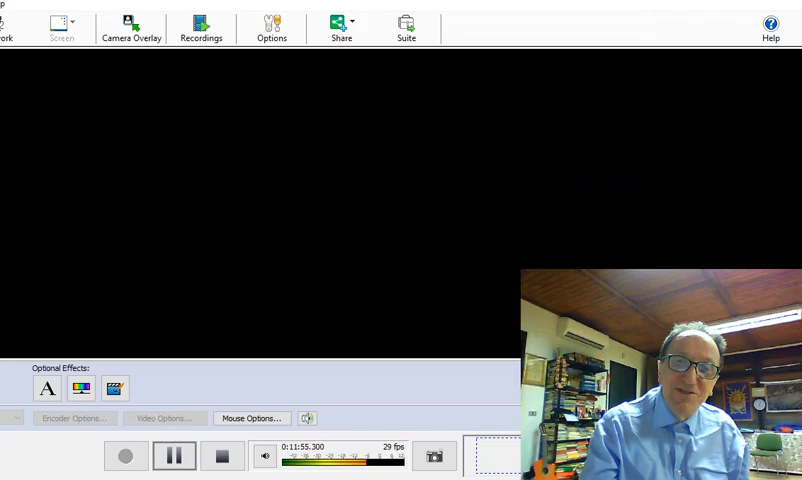 p
ork
Screen
Camera Overlay
Recordings
Options
Share
Suite
Help
Optional Effects:
A
Encoder Options...
Video Options...
Mouse Options...
0:11:55.300
29 fps